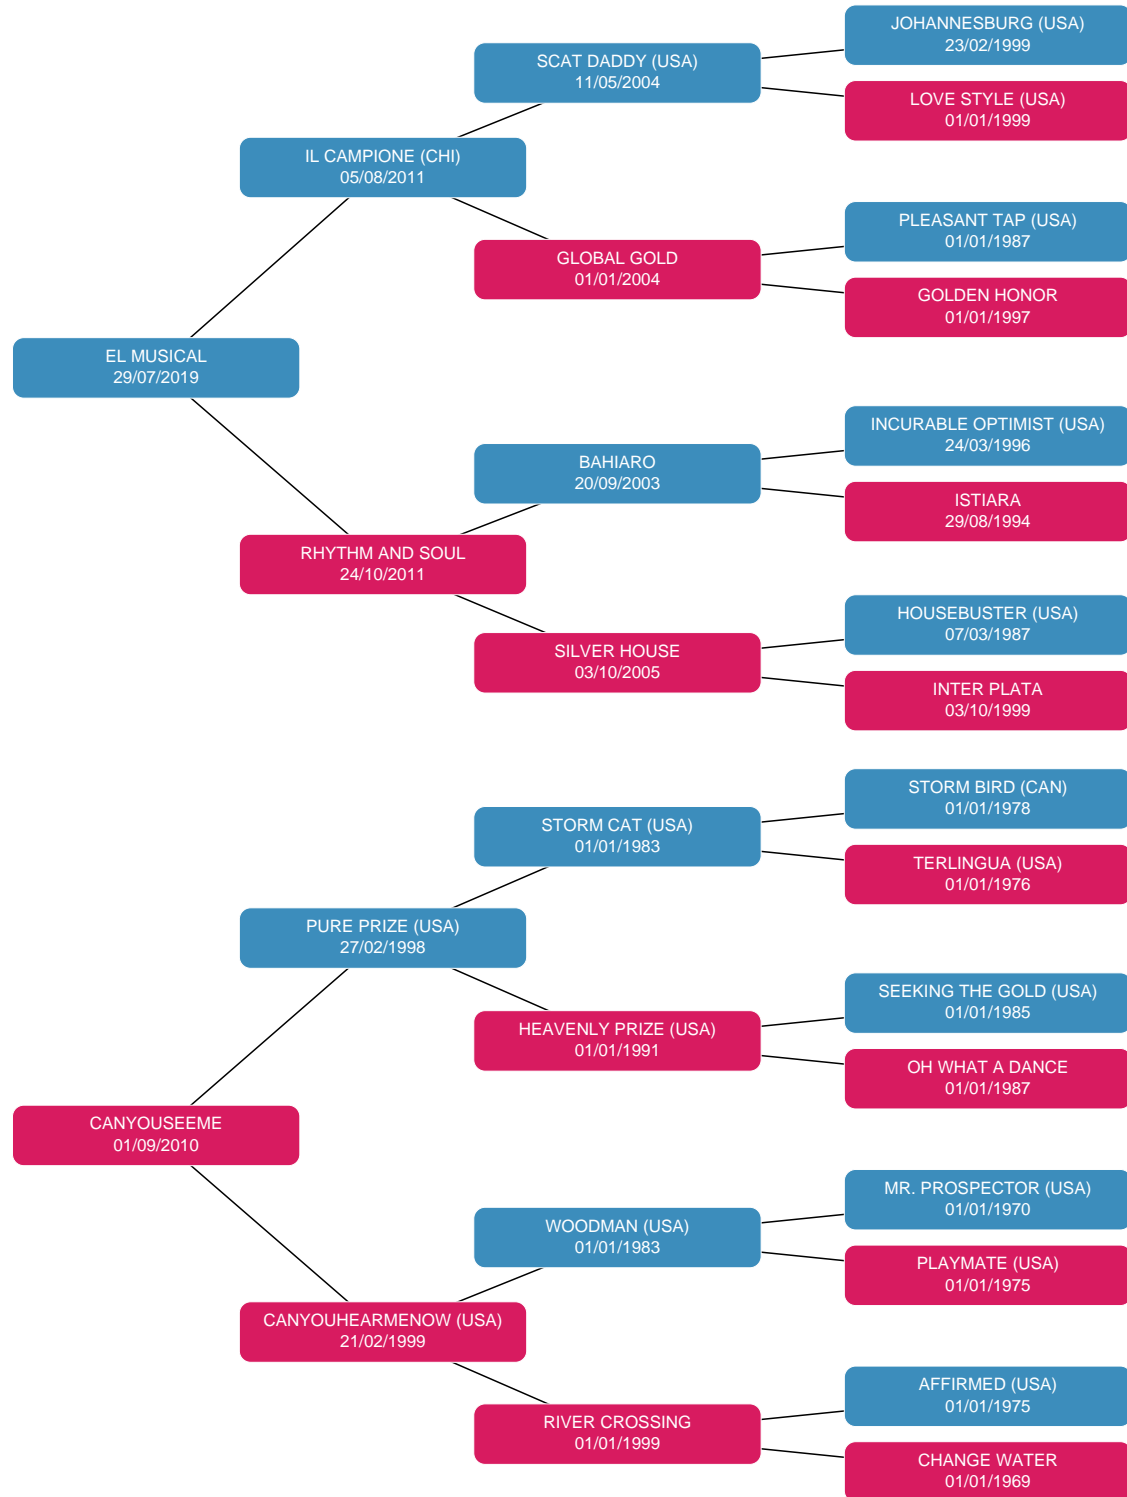 JOHANNESBURG (USA)
23/02/1999
SCAT DADDY (USA)
11/05/2004
LOVE STYLE (USA)
01/01/1999
IL CAMPIONE (CHI)
05/08/2011
PLEASANT TAP (USA)
01/01/1987
GLOBAL GOLD
01/01/2004
GOLDEN HONOR
01/01/1997
EL MUSICAL
29/07/2019
INCURABLE OPTIMIST (USA)
24/03/1996
BAHIARO
20/09/2003
ISTIARA
29/08/1994
RHYTHM AND SOUL
24/10/2011
HOUSEBUSTER (USA)
07/03/1987
SILVER HOUSE
03/10/2005
INTER PLATA
03/10/1999
STORM BIRD (CAN)
01/01/1978
STORM CAT (USA)
01/01/1983
TERLINGUA (USA)
01/01/1976
PURE PRIZE (USA)
27/02/1998
SEEKING THE GOLD (USA)
01/01/1985
HEAVENLY PRIZE (USA)
01/01/1991
OH WHAT A DANCE
01/01/1987
CANYOUSEEME
01/09/2010
MR. PROSPECTOR (USA)
01/01/1970
WOODMAN (USA)
01/01/1983
PLAYMATE (USA)
01/01/1975
CANYOUHEARMENOW (USA)
21/02/1999
AFFIRMED (USA)
01/01/1975
RIVER CROSSING
01/01/1999
CHANGE WATER
01/01/1969